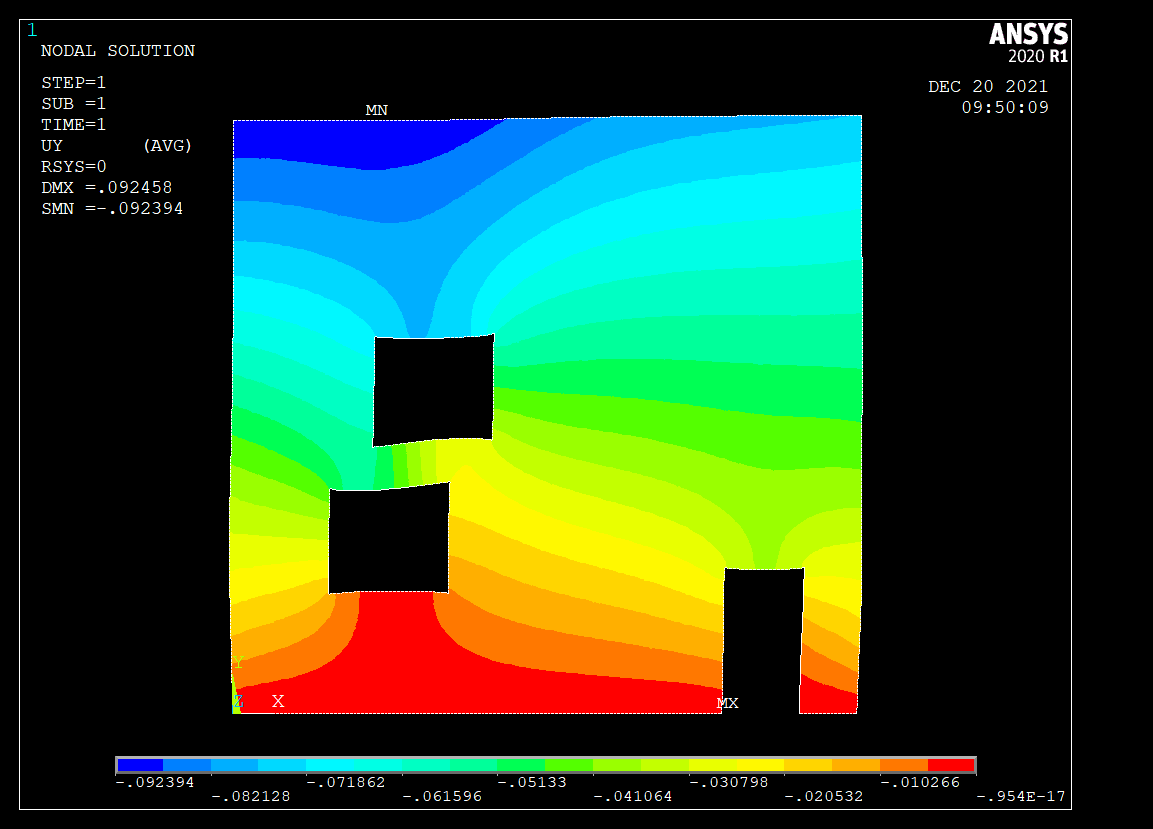 1
NODAL SOLUTION
STEP=1
SUB =1
TIME=1
UY (AVG)
RSYS=0
DMX =.092458
SMN =-.092394
ANSYS
2020 R1
DEC 20 2021
09:50:09
MN
Y
Z X
MX
-.092394 -.071862 -.05133 -.030798 -.010266
-.082128 -.061596 -.041064 -.020532 -.954E-17